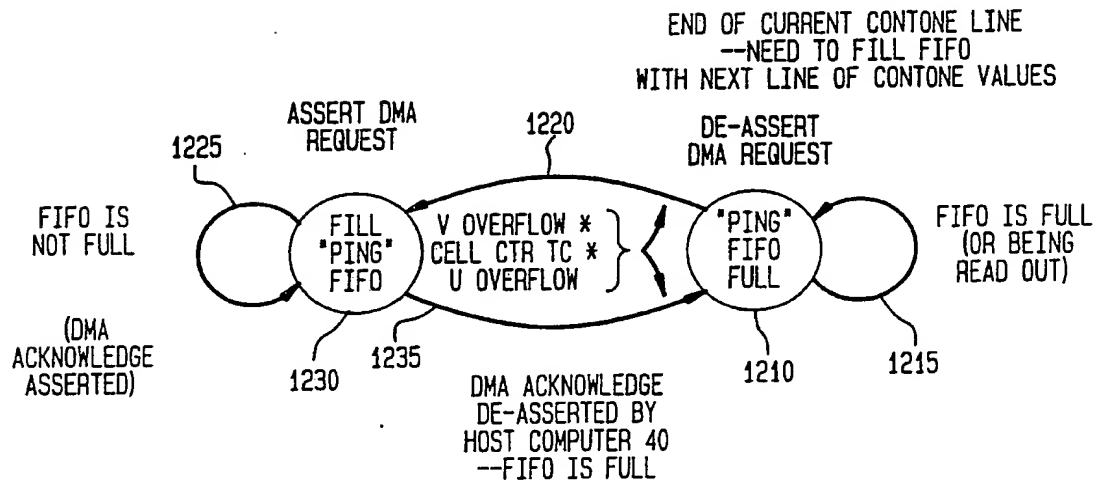 END OF CURRENT CONTONE LINE
--NEED TO FILL FIFO
WITH NEXT LINE OF CONTONE VALUES
ASSERT DMA
REQUEST
1220
DE-ASSERT
DMA REQUEST
1225
FIFO IS
NOT FULL
FILL
"PING"
FIFO
V OVERFLOW *
CELL CTR TC *
U OVERFLOW
"PING"
FIFO
FULL
FIFO IS FULL
(OR BEING
READ OUT)
(DMA
ACKNOWLEDGE
ASSERTED)
1230
1235
1210
1215
DMA ACKNOWLEDGE
DE-ASSERTED BY
HOST COMPUTER 40
--FIFO IS FULL